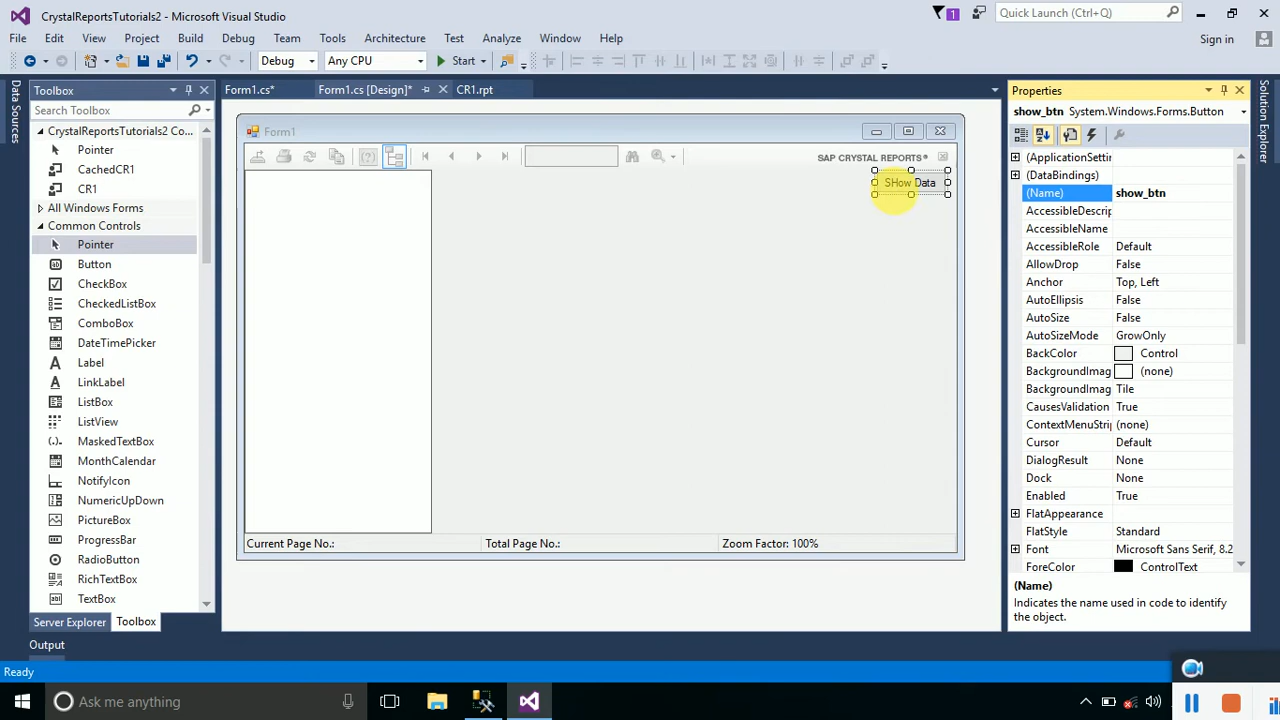 CrystalReportsTutorials2 - Microsoft Visual Studio
1
Quick Launch (Ctrl+Q)
File Edit View Project Build Debug Team Tools Architecture Test Analyze Window Help
Sign in
Debug Any CPU Start
Data Sources
Toolbox
Search Toolbox
CrystalReportsTutorials2 Co...
Pointer
CachedCR1
CR1
All Windows Forms
Common Controls
Pointer
Button
CheckBox
CheckedListBox
ComboBox
DateTimePicker
Label
LinkLabel
ListBox
ListView
MaskedTextBox
MonthCalendar
NotifyIcon
NumericUpDown
PictureBox
ProgressBar
RadioButton
RichTextBox
TextBox
Server Explorer Toolbox
Form1.cs* Form1.cs [Design]* CR1.rpt
Form1
SAP CRYSTAL REPORTS®
SHow Data
Current Page No.: Total Page No.: Zoom Factor: 100%
Properties
show_btn System.Windows.Forms.Button
(ApplicationSettin
(DataBindings)
(Name) show_btn
AccessibleDescrip
AccessibleName
AccessibleRole Default
AllowDrop False
Anchor Top, Left
AutoEllipsis False
AutoSize False
AutoSizeMode GrowOnly
BackColor Control
BackgroundImag (none)
BackgroundImag Tile
CausesValidation True
ContextMenuStrip (none)
Cursor Default
DialogResult None
Dock None
Enabled True
FlatAppearance
FlatStyle Standard
Font Microsoft Sans Serif, 8.2
ForeColor ControlText
(Name)
Indicates the name used in code to identify
the object.
Solution Explorer
Output
Ready
Ask me anything